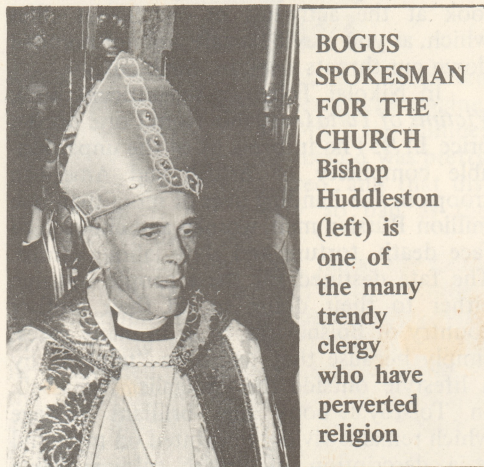 BOGUS
SPOKESMAN
FOR THE
CHURCH
Bishop
Huddleston
(left) is
one of
the many
trendy
clergy
who have
perverted
religion